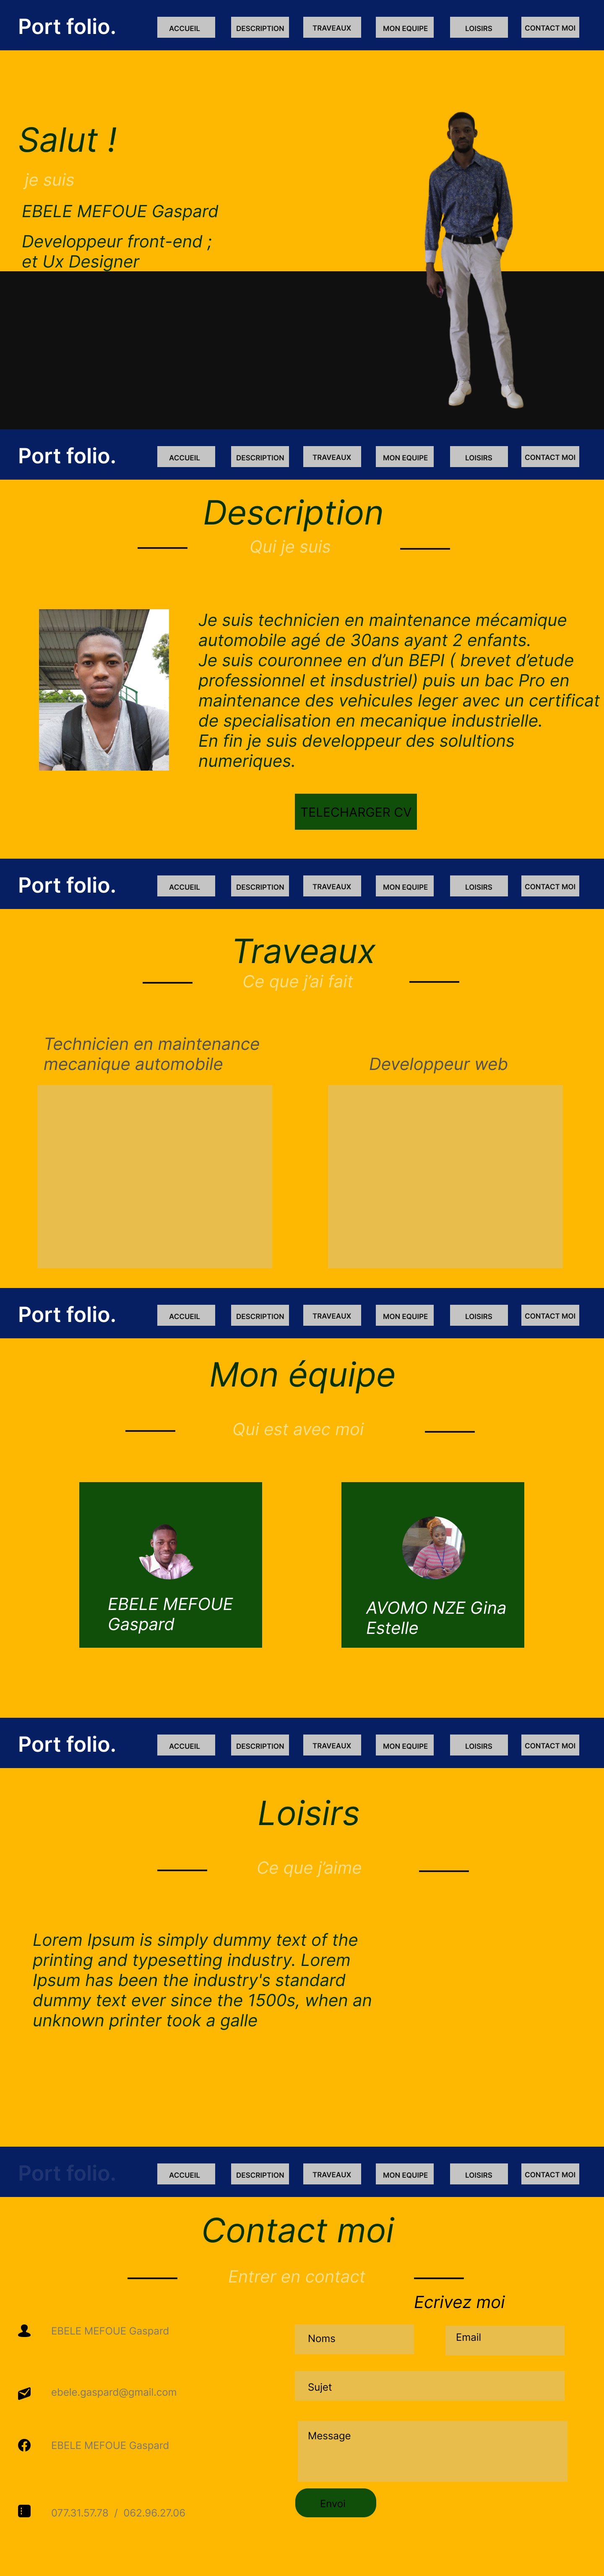 Port folio.
ACCUEIL
DESCRIPTION
TRAVEAUX
MON EQUIPE
LOISIRS
CONTACT MOI
Salut !
je suis
EBELE MEFOUE Gaspard
Developpeur front-end ;
et Ux Designer
Port folio.
ACCUEIL
DESCRIPTION
TRAVEAUX
MON EQUIPE
LOISIRS
CONTACT MOI
Description
Qui je suis
Je suis technicien en maintenance mécamique
automobile agé de 30ans ayant 2 enfants.
Je suis couronnee en d’un BEPI ( brevet d’etude
professionnel et insdustriel) puis un bac Pro en
maintenance des vehicules leger avec un certificat
de specialisation en mecanique industrielle.
En fin je suis developpeur des solultions
numeriques.
TELECHARGER CV
Port folio.
ACCUEIL
DESCRIPTION
TRAVEAUX
MON EQUIPE
LOISIRS
CONTACT MOI
Traveaux
Ce que j’ai fait
Technicien en maintenance
mecanique automobile
Developpeur web
Port folio.
ACCUEIL
DESCRIPTION
TRAVEAUX
MON EQUIPE
LOISIRS
CONTACT MOI
Mon équipe
Qui est avec moi
EBELE MEFOUE
Gaspard
AVOMO NZE Gina
Estelle
Port folio.
ACCUEIL
DESCRIPTION
TRAVEAUX
MON EQUIPE
LOISIRS
CONTACT MOI
Loisirs
Ce que j’aime
Lorem Ipsum is simply dummy text of the
printing and typesetting industry. Lorem
Ipsum has been the industry's standard
dummy text ever since the 1500s, when an
unknown printer took a galle
Port folio.
ACCUEIL
DESCRIPTION
TRAVEAUX
MON EQUIPE
LOISIRS
CONTACT MOI
Contact moi
Entrer en contact
Ecrivez moi
EBELE MEFOUE Gaspard
ebele.gaspard@gmail.com
EBELE MEFOUE Gaspard
077.31.57.78 / 062.96.27.06
Noms
Email
Sujet
Message
Envoi